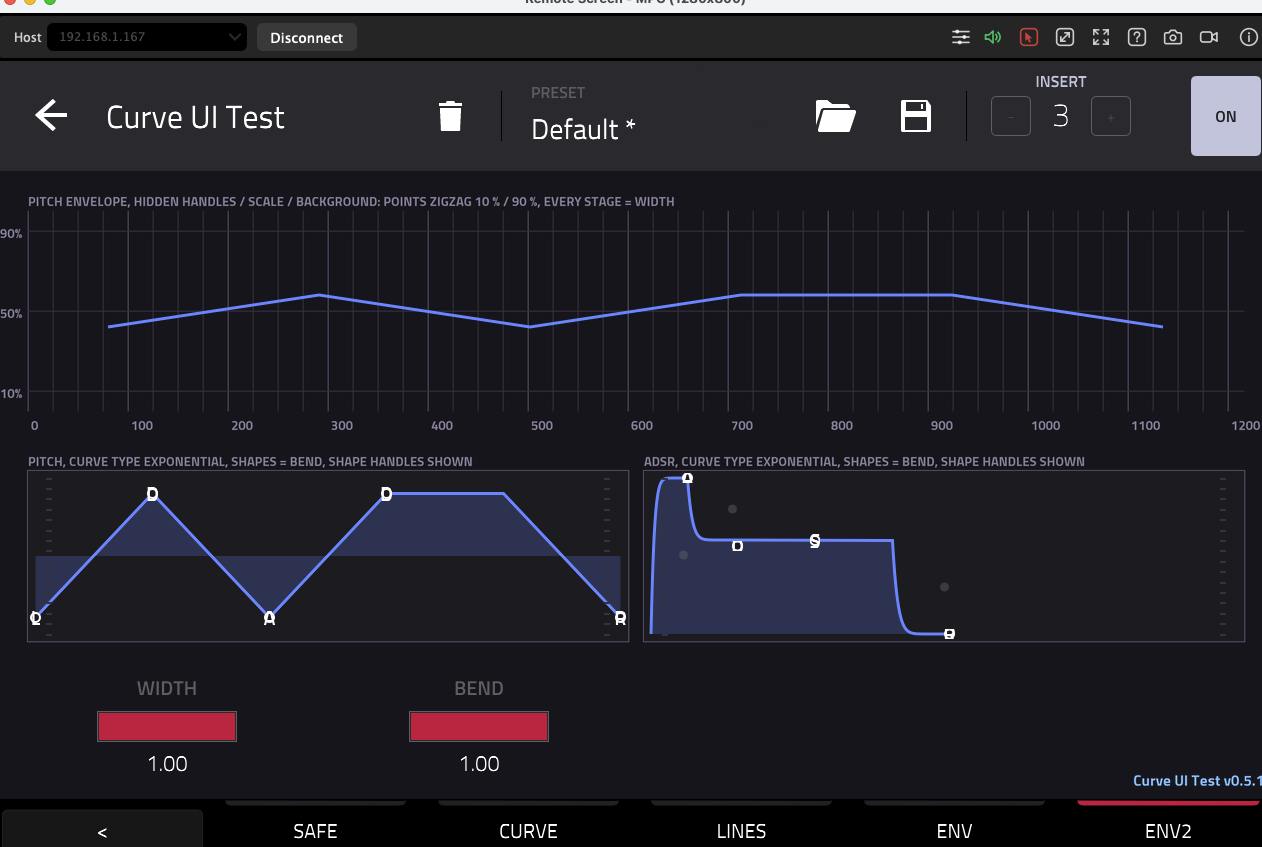 Remote Screen - MPC (1280x800)
Host 192.168.1.167 Disconnect
INSERT
PRESET
Curve UI Test
Default *
- 3 +
ON
PITCH ENVELOPE, HIDDEN HANDLES / SCALE / BACKGROUND: POINTS ZIGZAG 10 % / 90 %, EVERY STAGE = WIDTH
90%
50%
10%
0 100 200 300 400 500 600 700 800 900 1000 1100 1200
PITCH, CURVE TYPE EXPONENTIAL, SHAPES = BEND, SHAPE HANDLES SHOWN
ADSR, CURVE TYPE EXPONENTIAL, SHAPES = BEND, SHAPE HANDLES SHOWN
D D
L A R
A
D S
R
WIDTH BEND
1.00 1.00
Curve UI Test v0.5.1
< SAFE CURVE LINES ENV ENV2